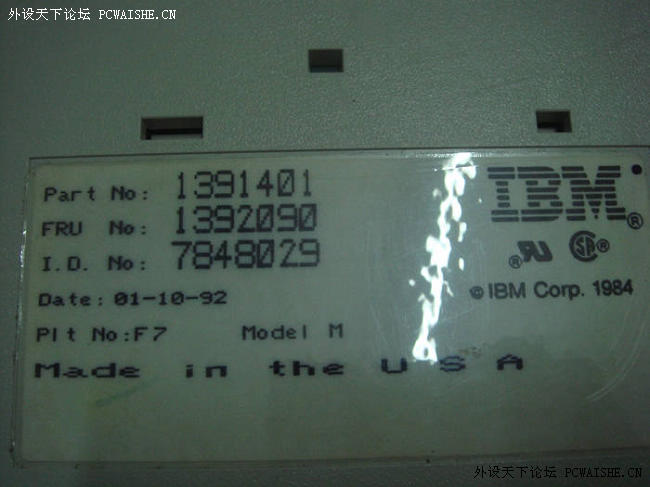 外设天下论坛 PCWAISHE.CN
Part No: 1391401
FRU No: 1392090
I.D. No: 7848029
Date: 01-10-92
Plt No:F7 Model M
Made in the USA
IBM®
®UR SA®
© IBM Corp. 1984
外设天下论坛 PCWAISHE.CN